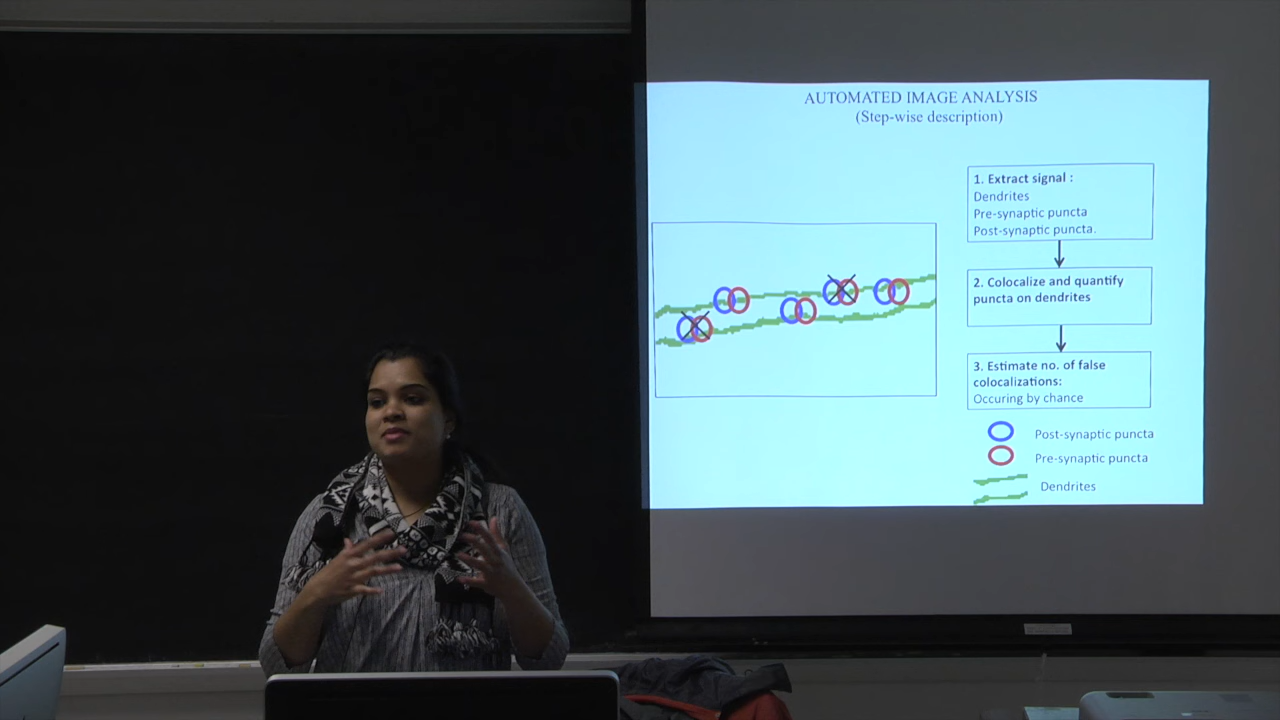 AUTOMATED IMAGE ANALYSIS
(Step-wise description)
1. Extract signal :
Dendrites
Pre-synaptic puncta
Post-synaptic puncta.
2. Colocalize and quantify
puncta on dendrites
3. Estimate no. of false
colocalizations:
Occuring by chance
Post-synaptic puncta
Pre-synaptic puncta
Dendrites